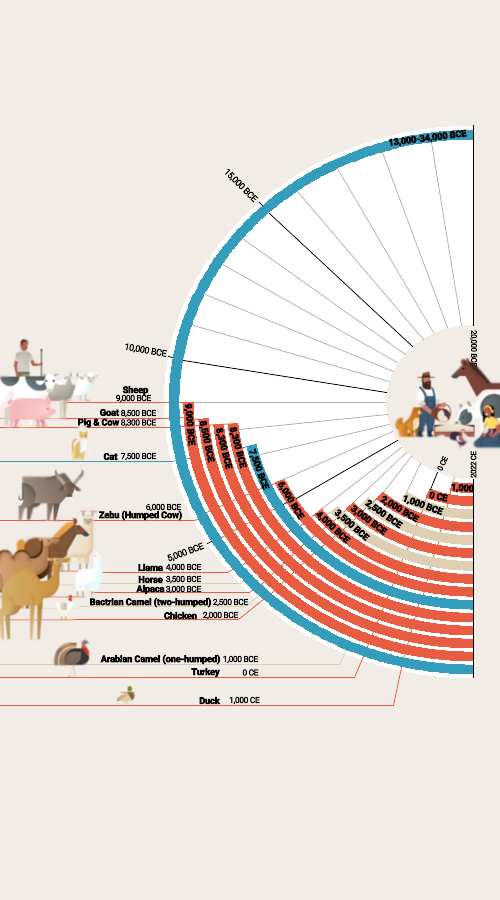 13,000-34,000 BCE
15,000 BCE
20,000 BCE
10,000 BCE
Sheep
9,000 BCE
Goat 8,500 BCE
Pig & Cow 8,300 BCE
Cat 7,500 BCE
6,000 BCE
Zebu (Humped Cow)
5,000 BCE
Llama 4,000 BCE
Horse 3,500 BCE
Alpaca 3,000 BCE
Bactrian Camel (two-humped) 2,500 BCE
Chicken 2,000 BCE
Arabian Camel (one-humped) 1,000 BCE
Turkey 0 CE
Duck 1,000 CE
9,000 BCE
8,500 BCE
8,300 BCE
8,300 BCE
7,500 BCE
6,000 BCE
4,000 BCE
3,500 BCE
3,000 BCE
2,500 BCE
2,000 BCE
1,000 BCE
0 CE
1,000
0 CE
2022 CE